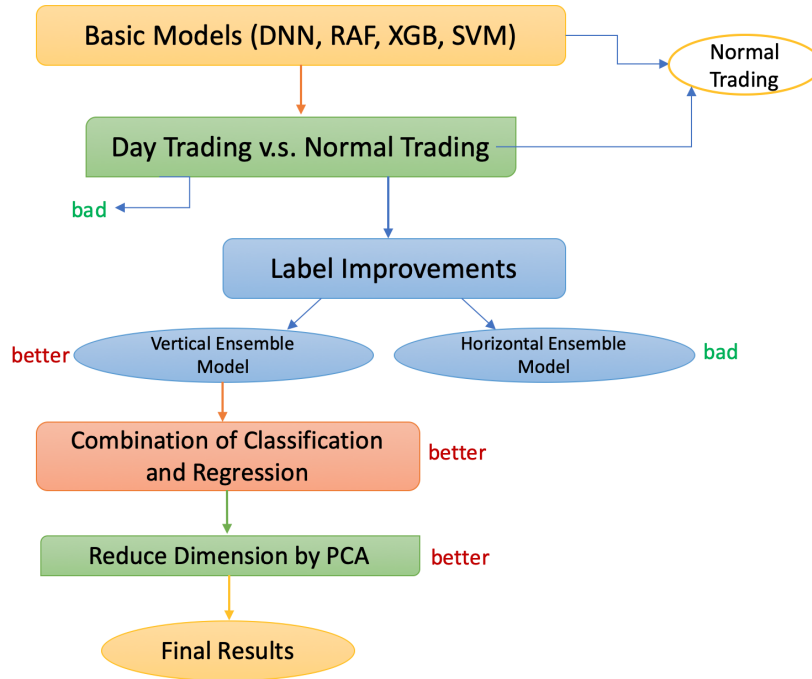 Basic Models (DNN, RAF, XGB, SVM)
Normal
Trading
Day Trading v.s. Normal Trading
bad
Label Improvements
better
Vertical Ensemble
Model
Horizontal Ensemble
Model
bad
Combination of Classification
and Regression
better
Reduce Dimension by PCA
better
Final Results